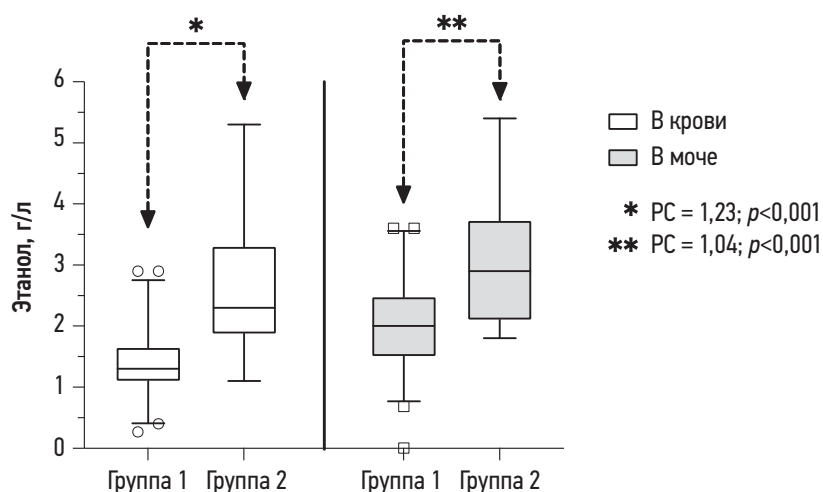 *
**
Этанол, г/л
6
5
4
3
2
1
0
Группа 1
Группа 2
Группа 1
Группа 2
В крови
В моче
* РС = 1,23; p<0,001
** РС = 1,04; p<0,001